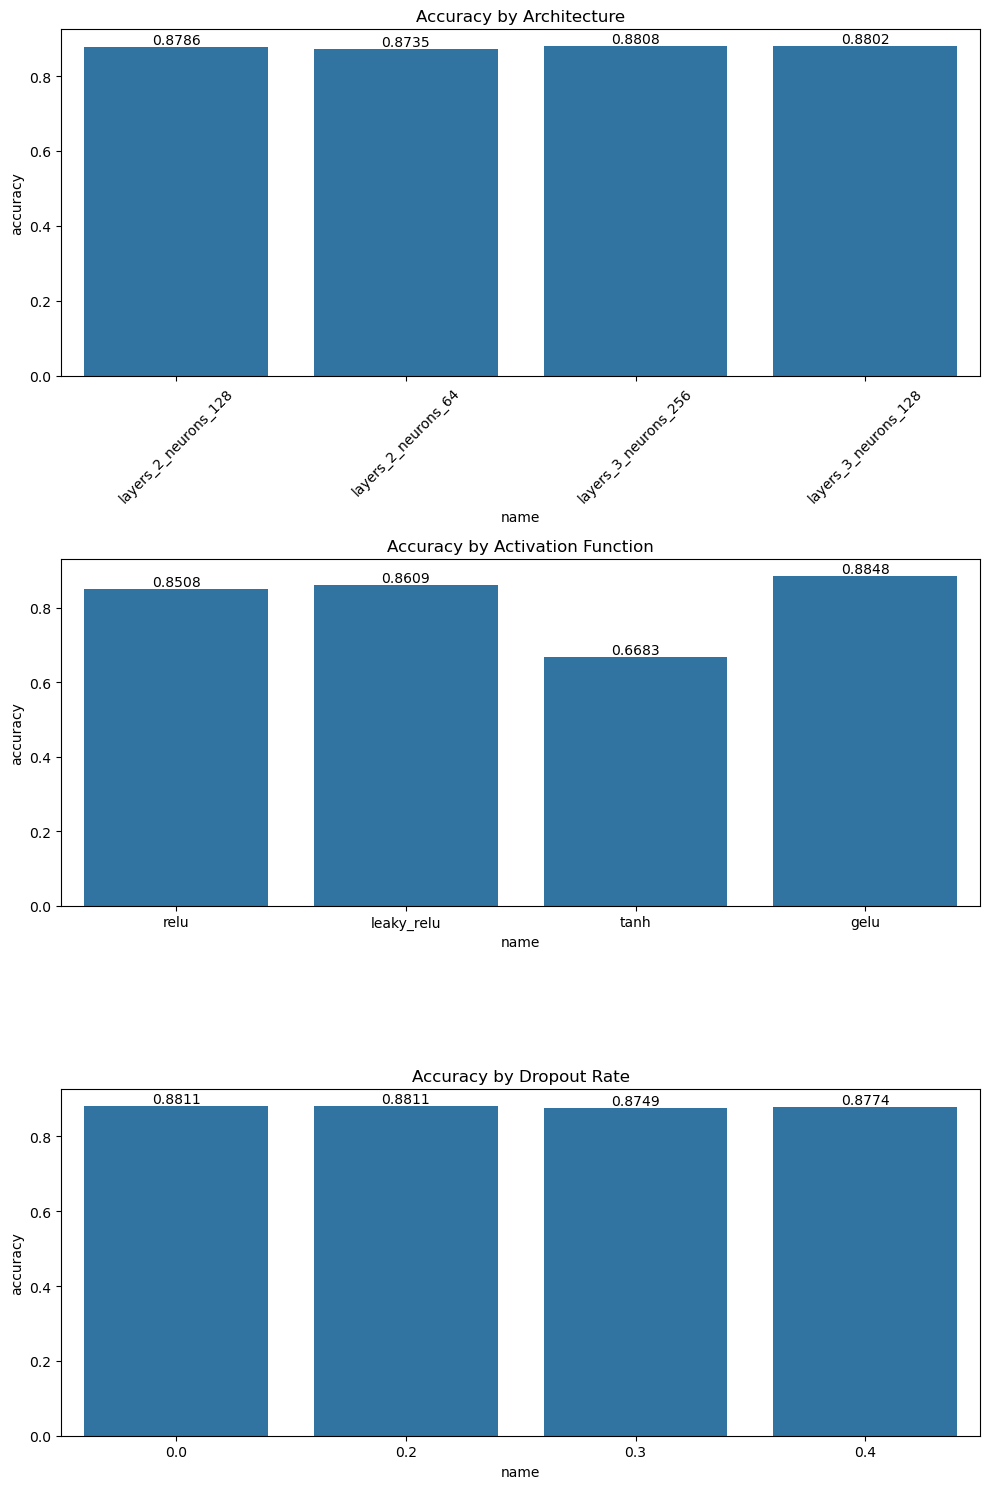 Accuracy by Architecture
0.8786
0.8735
0.8808
0.8802
0.8
0.6
0.4
0.2
0.0
accuracy
layers_2_neurons_128
layers_2_neurons_64
layers_3_neurons_256
layers_3_neurons_128
name
Accuracy by Activation Function
0.8508
0.8609
0.6683
0.8848
0.8
0.6
0.4
0.2
0.0
accuracy
relu
leaky_relu
tanh
gelu
name
Accuracy by Dropout Rate
0.8811
0.8811
0.8749
0.8774
0.8
0.6
0.4
0.2
0.0
accuracy
0.0
0.2
0.3
0.4
name